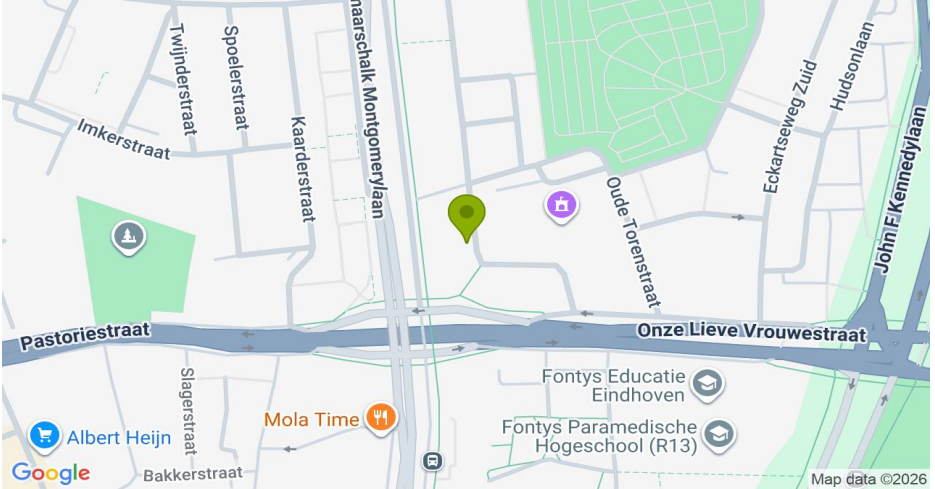 maarschalk Montgomerylaan
Twijnderstraat
Spoelerstraat
Imkerstraat
Kaarderstraat
Eckartseweg Zuid
Hudsonlaan
John F Kennedylaan
Oude Torenstraat
Pastoriestraat
Onze Lieve Vrouwestraat
Slagerstraat
Fontys Educatie
Eindhoven
Mola Time
Fontys Paramedische
Hogeschool (R13)
Albert Heijn
Bakkerstraat
Google
Map data ©2026